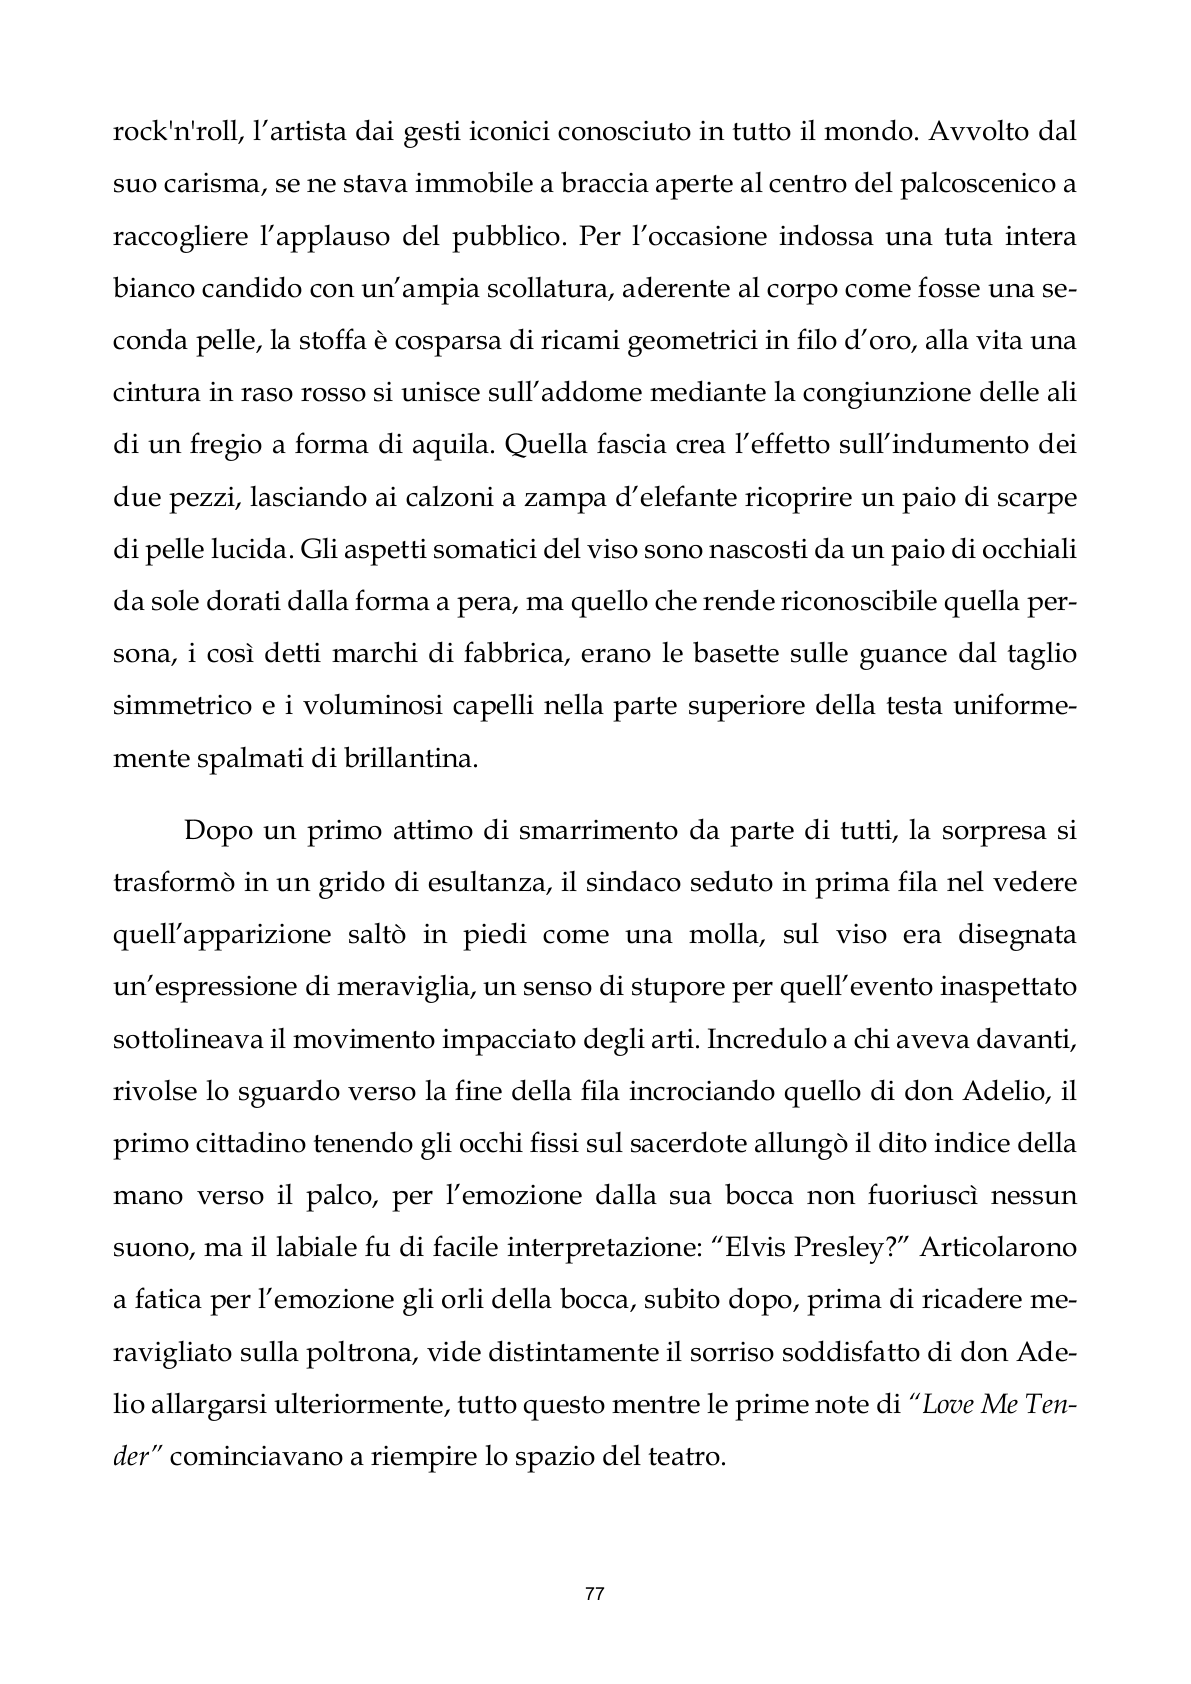 rock'n'roll, l’artista dai gesti iconici conosciuto in tutto il mondo. Avvolto dal
suo carisma, se ne stava immobile a braccia aperte al centro del palcoscenico a
raccogliere l’applauso del pubblico. Per l’occasione indossa una tuta intera
bianco candido con un’ampia scollatura, aderente al corpo come fosse una se-
conda pelle, la stoffa è cosparsa di ricami geometrici in filo d’oro, alla vita una
cintura in raso rosso si unisce sull’addome mediante la congiunzione delle ali
di un fregio a forma di aquila. Quella fascia crea l’effetto sull’indumento dei
due pezzi, lasciando ai calzoni a zampa d’elefante ricoprire un paio di scarpe
di pelle lucida. Gli aspetti somatici del viso sono nascosti da un paio di occhiali
da sole dorati dalla forma a pera, ma quello che rende riconoscibile quella per-
sona, i così detti marchi di fabbrica, erano le basette sulle guance dal taglio
simmetrico e i voluminosi capelli nella parte superiore della testa uniforme-
mente spalmati di brillantina.
Dopo un primo attimo di smarrimento da parte di tutti, la sorpresa si
trasformò in un grido di esultanza, il sindaco seduto in prima fila nel vedere
quell’apparizione saltò in piedi come una molla, sul viso era disegnata
un’espressione di meraviglia, un senso di stupore per quell’evento inaspettato
sottolineava il movimento impacciato degli arti. Incredulo a chi aveva davanti,
rivolse lo sguardo verso la fine della fila incrociando quello di don Adelio, il
primo cittadino tenendo gli occhi fissi sul sacerdote allungò il dito indice della
mano verso il palco, per l’emozione dalla sua bocca non fuoriuscì nessun
suono, ma il labiale fu di facile interpretazione: “Elvis Presley?” Articolarono
a fatica per l’emozione gli orli della bocca, subito dopo, prima di ricadere me-
ravigliato sulla poltrona, vide distintamente il sorriso soddisfatto di don Ade-
lio allargarsi ulteriormente, tutto questo mentre le prime note di “Love Me Ten-
der” cominciavano a riempire lo spazio del teatro.
77